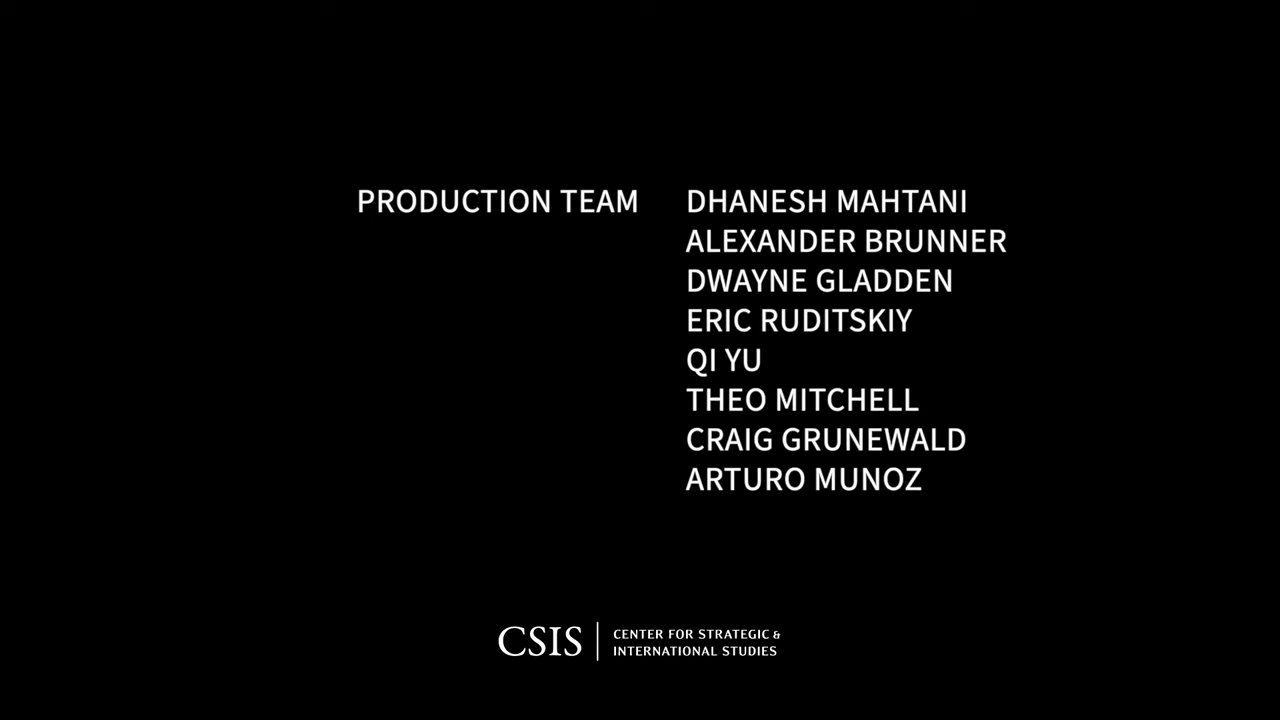 PRODUCTION TEAM DHANESH MAHTANI
ALEXANDER BRUNNER
DWAYNE GLADDEN
ERIC RUDITSKIY
QI YU
THEO MITCHELL
CRAIG GRUNEWALD
ARTURO MUNOZ
CSIS
CENTER FOR STRATEGIC &
INTERNATIONAL STUDIES